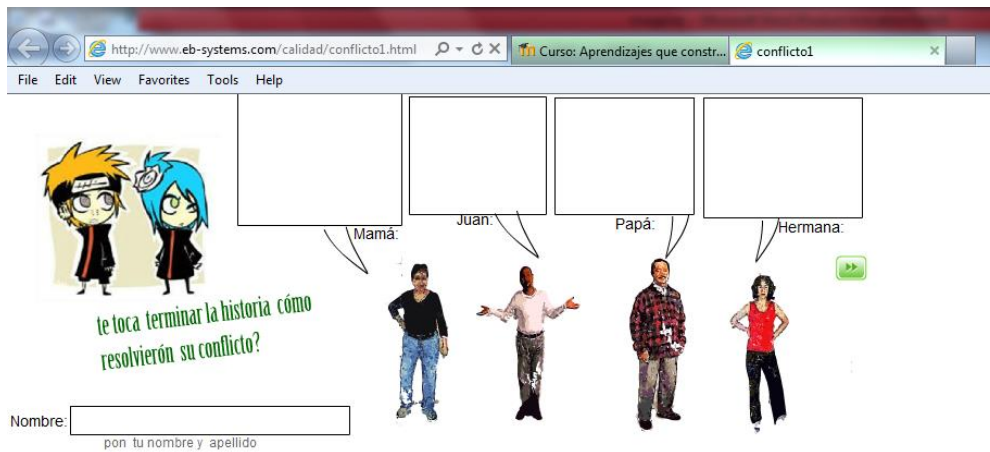 http://www.eb-systems.com/calidad/conflicto1.html
Curso: Aprendizajes que constr...
conflicto1
File Edit View Favorites Tools Help
Mamá:
Juan:
Papá:
Hermana:
te toca terminar la historia cómo
resolvierón su conflicto?
Nombre:
pon tu nombre y apellido